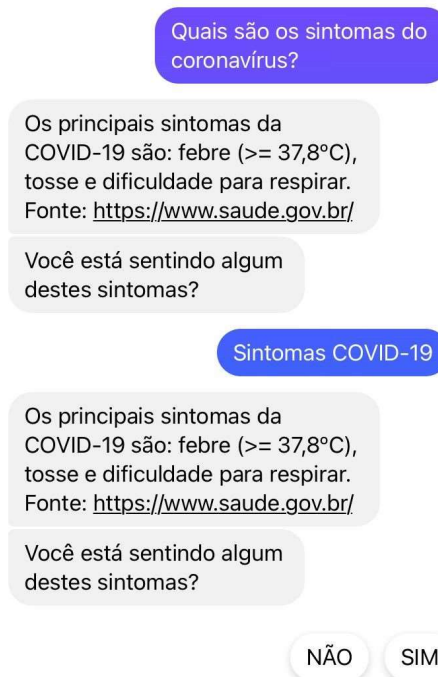 Quais são os sintomas do
coronavírus?
Os principais sintomas da
COVID-19 são: febre (>= 37,8°C),
tosse e dificuldade para respirar.
Fonte: https://www.saude.gov.br/
Você está sentindo algum
destes sintomas?
Sintomas COVID-19
Os principais sintomas da
COVID-19 são: febre (>= 37,8°C),
tosse e dificuldade para respirar.
Fonte: https://www.saude.gov.br/
Você está sentindo algum
destes sintomas?
NÃO SIM